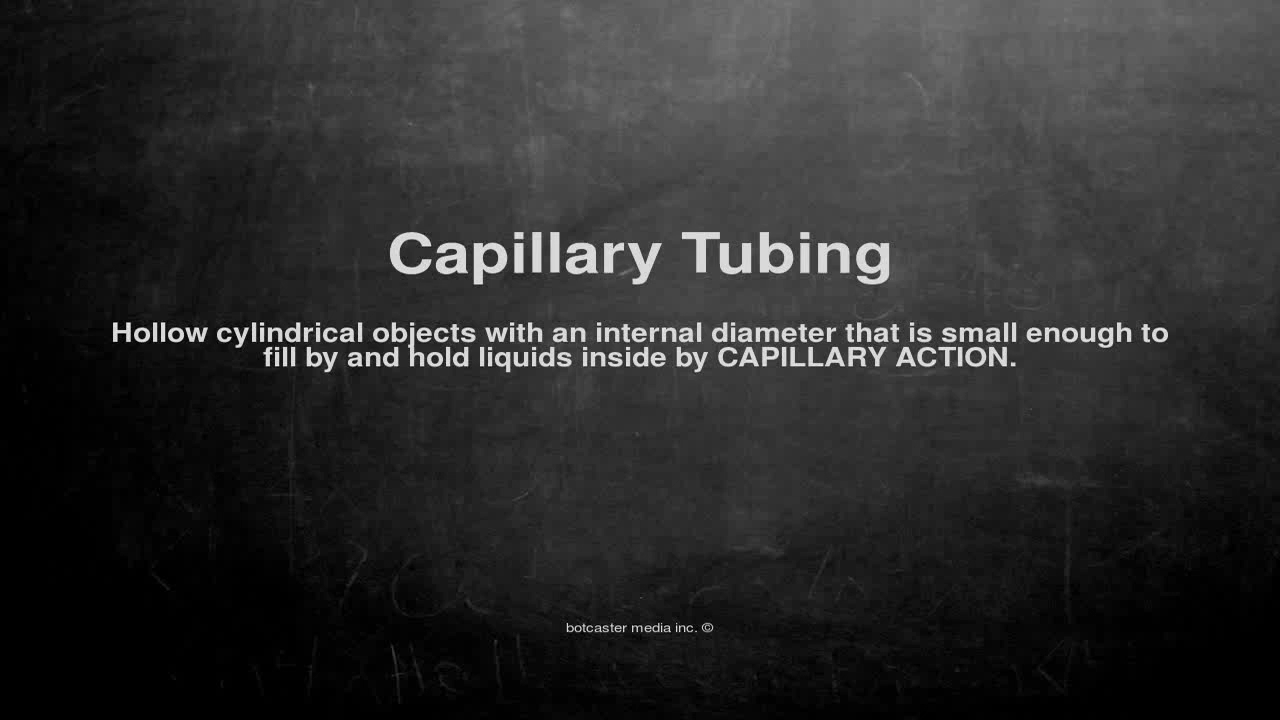 Capillary Tubing
Hollow cylindrical objects with an internal diameter that is small enough to
fill by and hold liquids inside by CAPILLARY ACTION.
botcaster media inc. ©